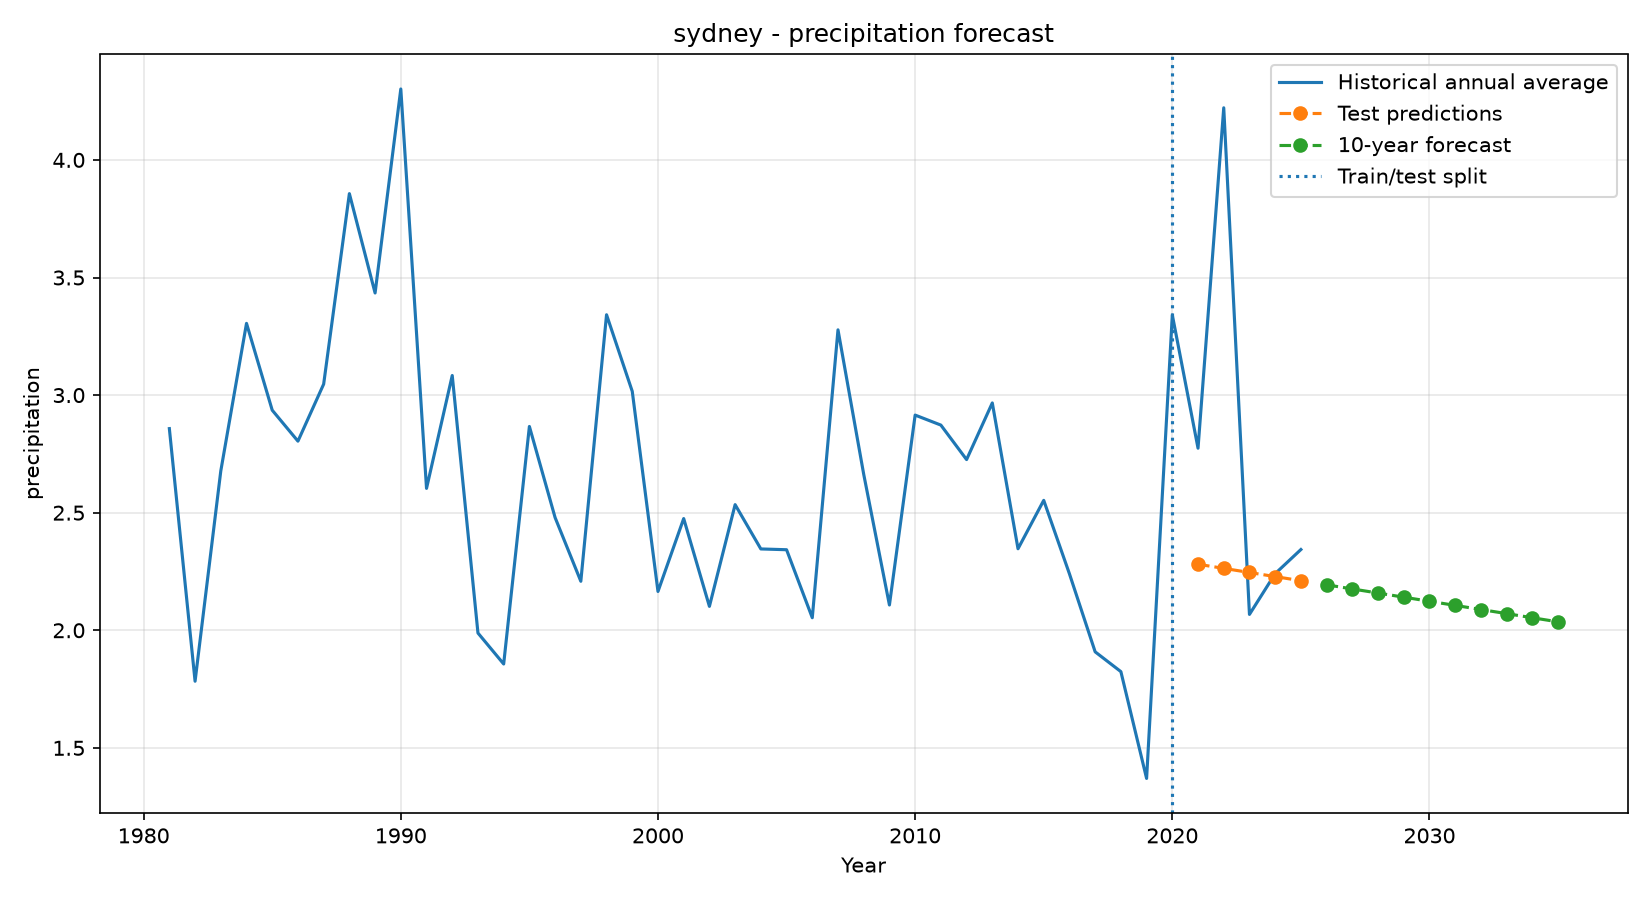 sydney - precipitation forecast
Historical annual average
Test predictions
10-year forecast
Train/test split
precipitation
4.0
3.5
3.0
2.5
2.0
1.5
1980 1990 2000 2010 2020 2030
Year